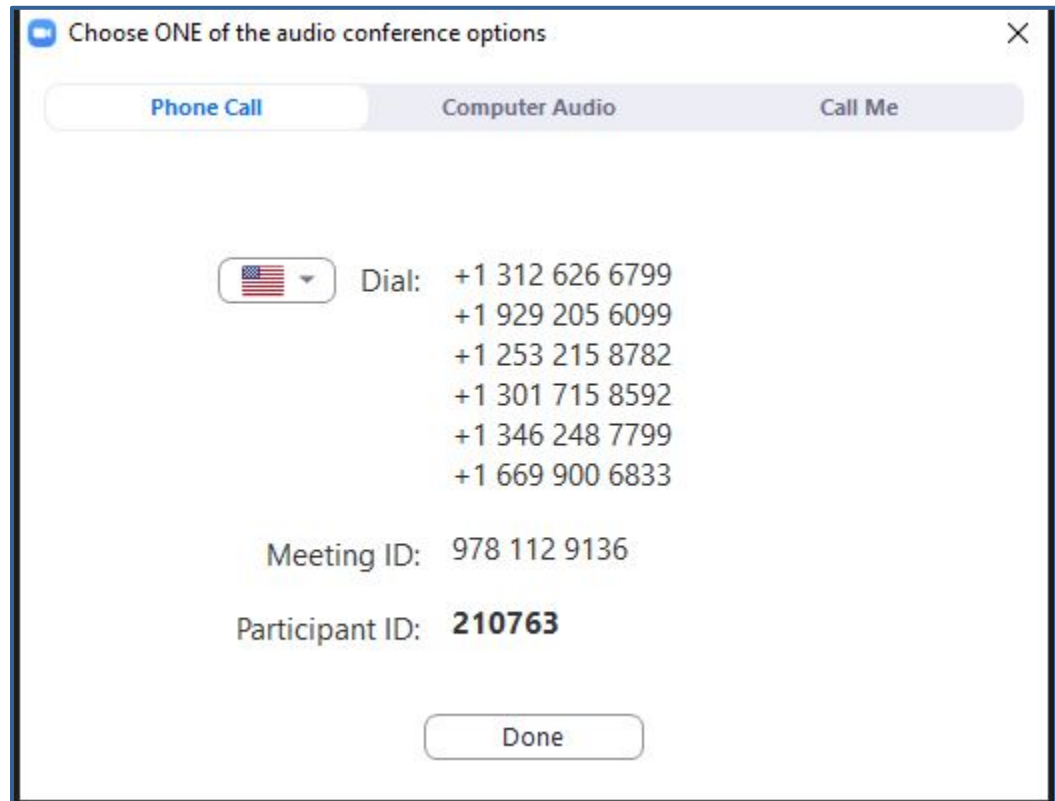 Choose ONE of the audio conference options
Phone Call Computer Audio Call Me
Dial: +1 312 626 6799
+1 929 205 6099
+1 253 215 8782
+1 301 715 8592
+1 346 248 7799
+1 669 900 6833
Meeting ID: 978 112 9136
Participant ID: 210763
Done